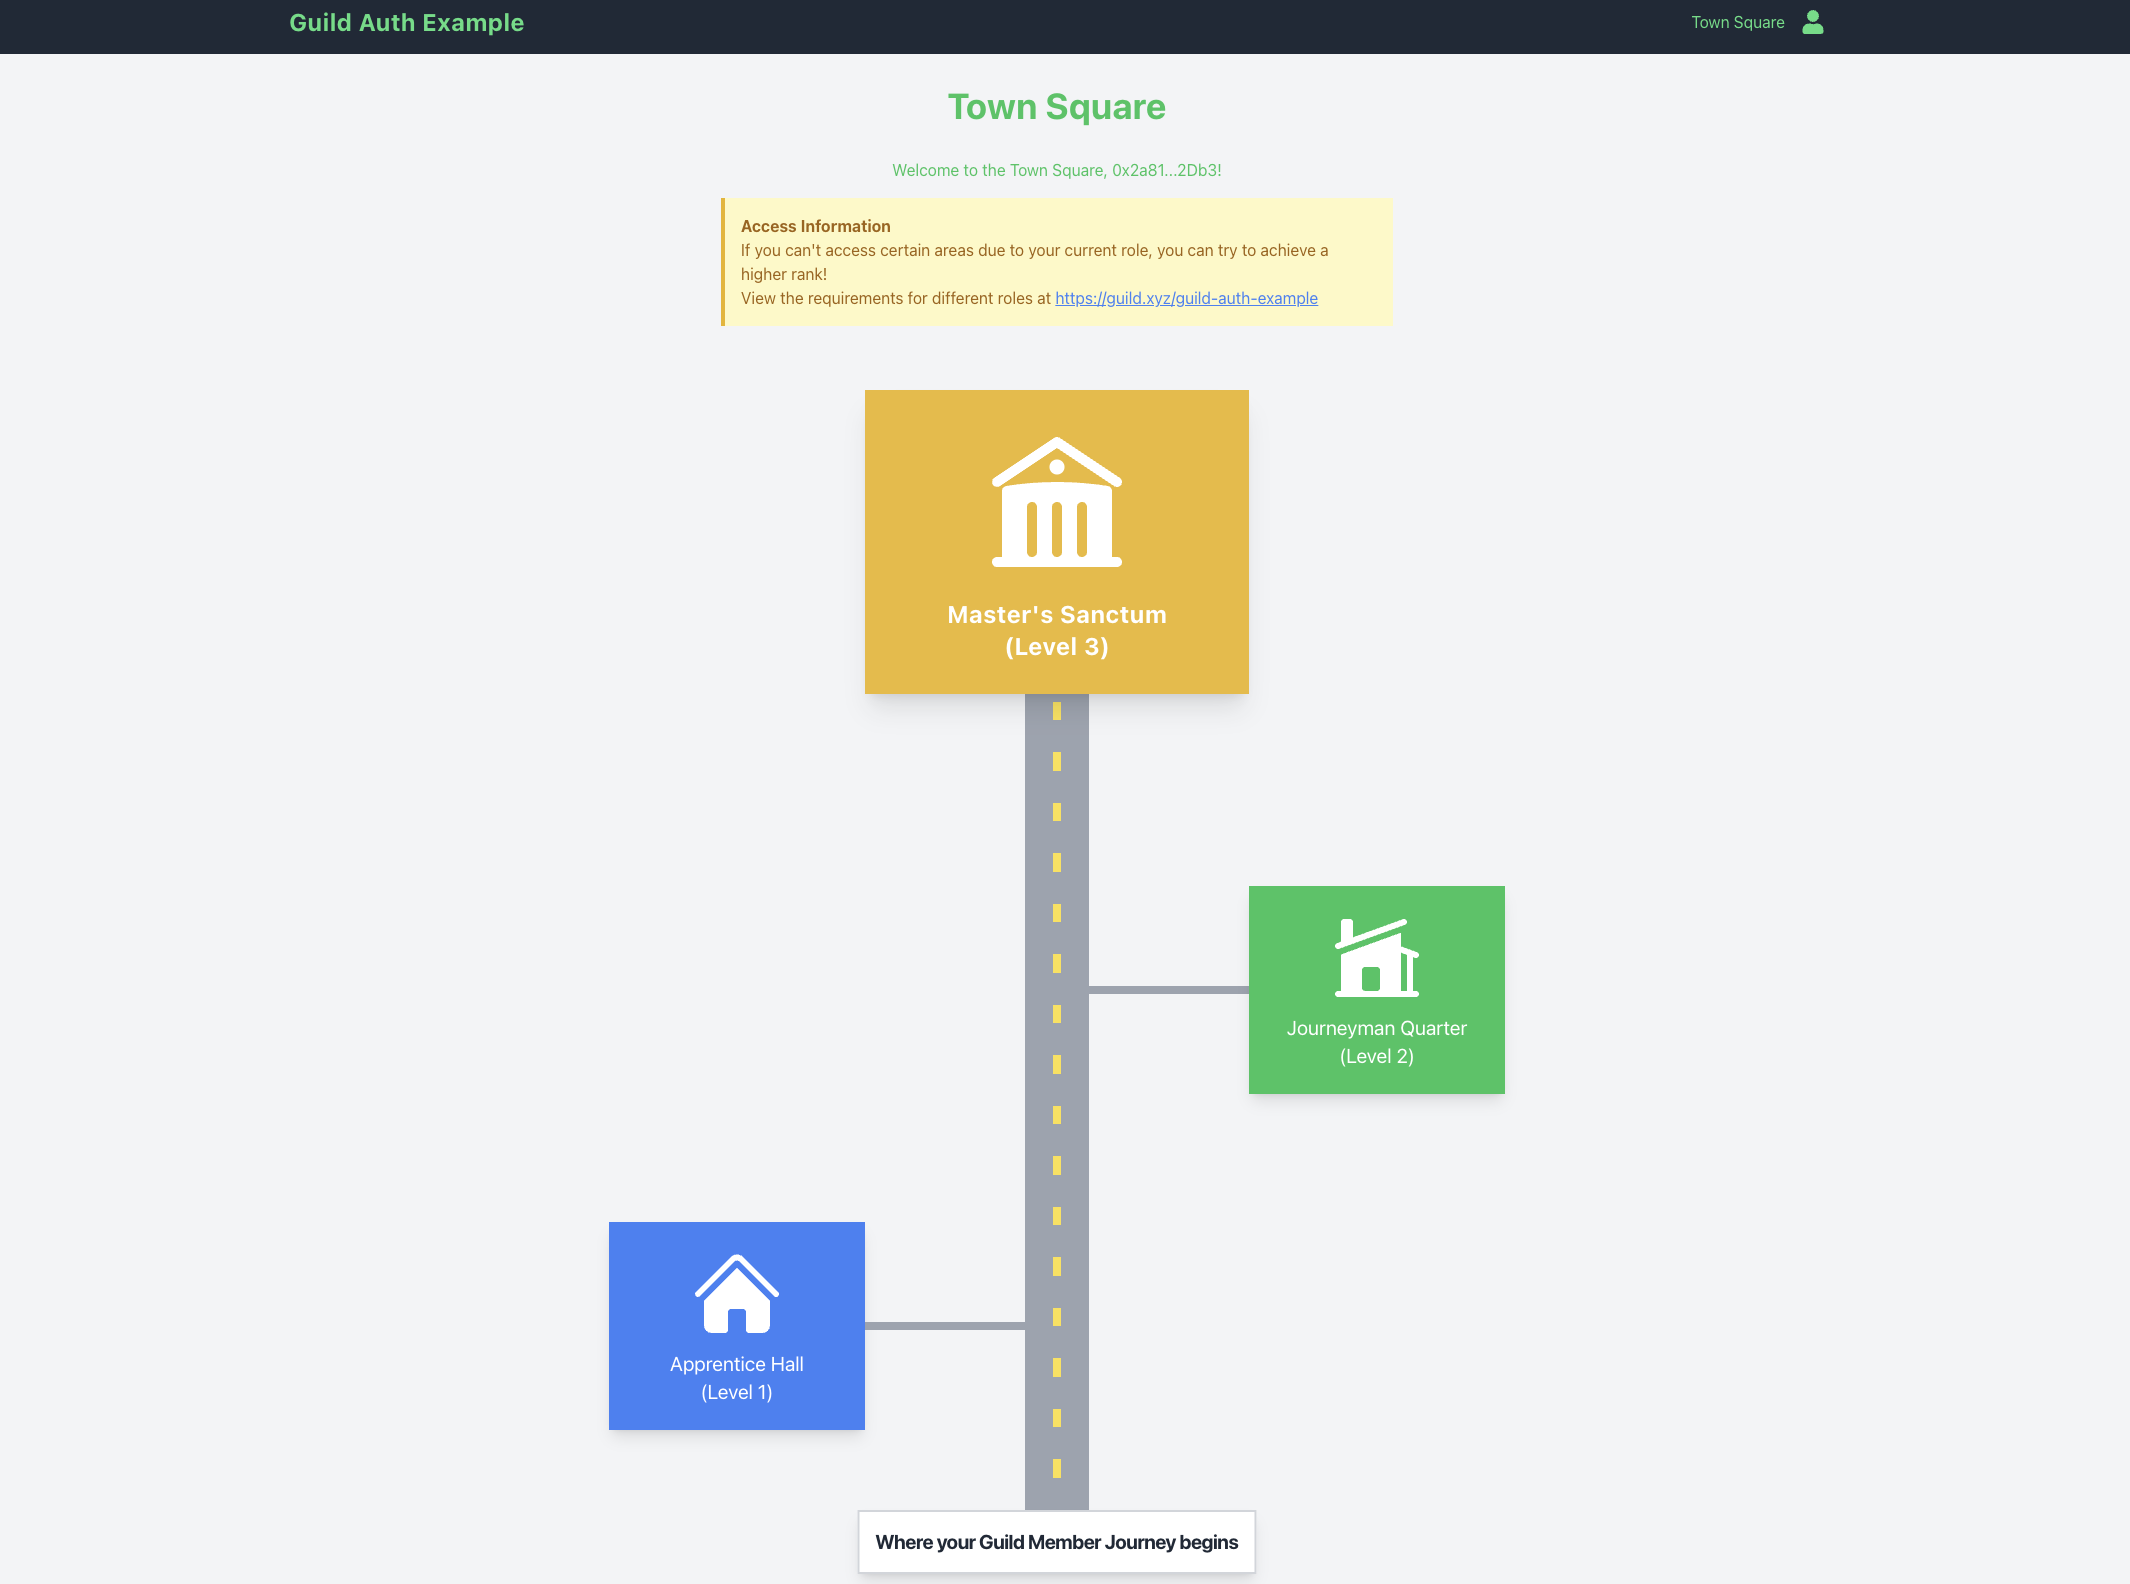 Guild Auth Example
Town Square
Town Square
Welcome to the Town Square, 0x2a81...2Db3!
Access Information
If you can't access certain areas due to your current role, you can try to achieve a
higher rank!
View the requirements for different roles at https://guild.xyz/guild-auth-example
Master's Sanctum
(Level 3)
Journeyman Quarter
(Level 2)
Apprentice Hall
(Level 1)
Where your Guild Member Journey begins